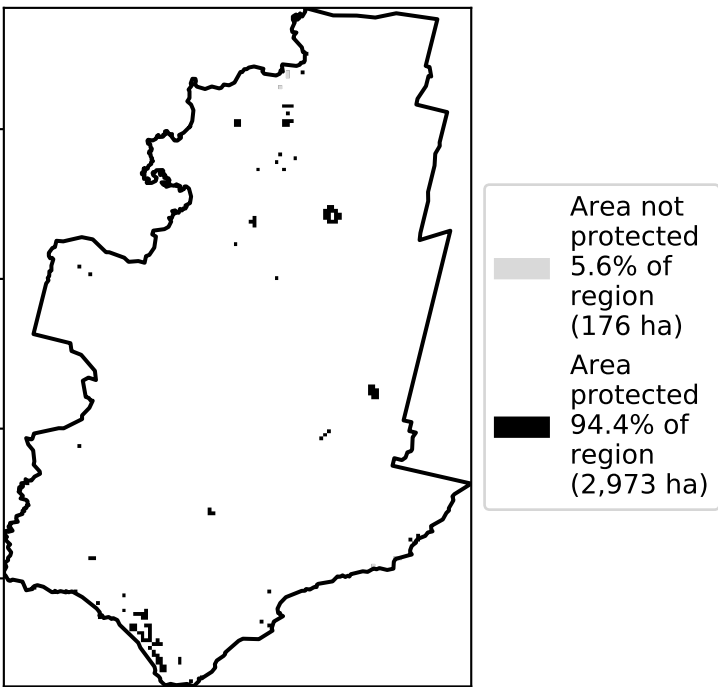 Area not
protected
5.6% of
region
(176 ha)
Area
protected
94.4% of
region
(2,973 ha)